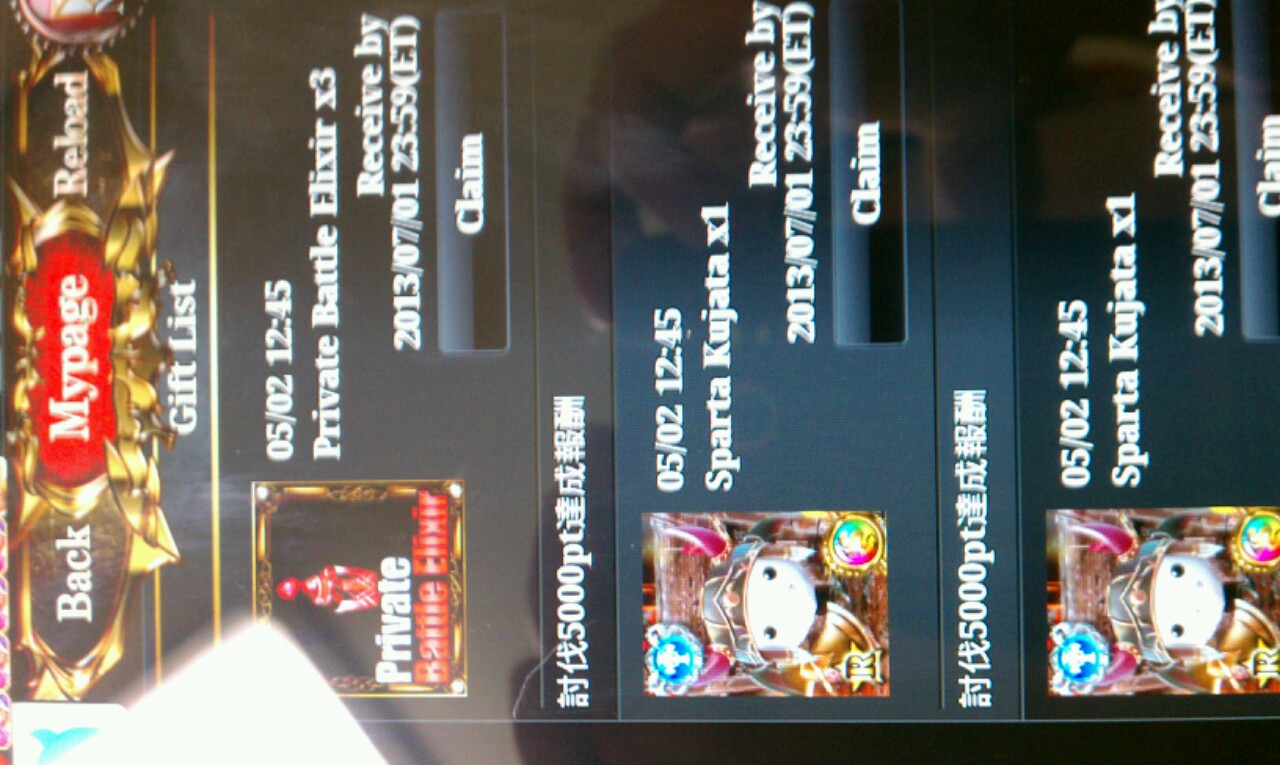 Back
Mypage
Reload
Gift List
05/02 12:45
Private Battle Elixir x3
Receive by
2013/07/01 23:59(ET)
Claim
Private
Battle Elixir
討伐5000pt達成報酬
05/02 12:45
Sparta Kujata x1
Receive by
2013/07/01 23:59(ET)
Claim
R
討伐5000pt達成報酬
05/02 12:45
Sparta Kujata x1
Receive by
2013/07/01 23:59(ET)
Claim
R